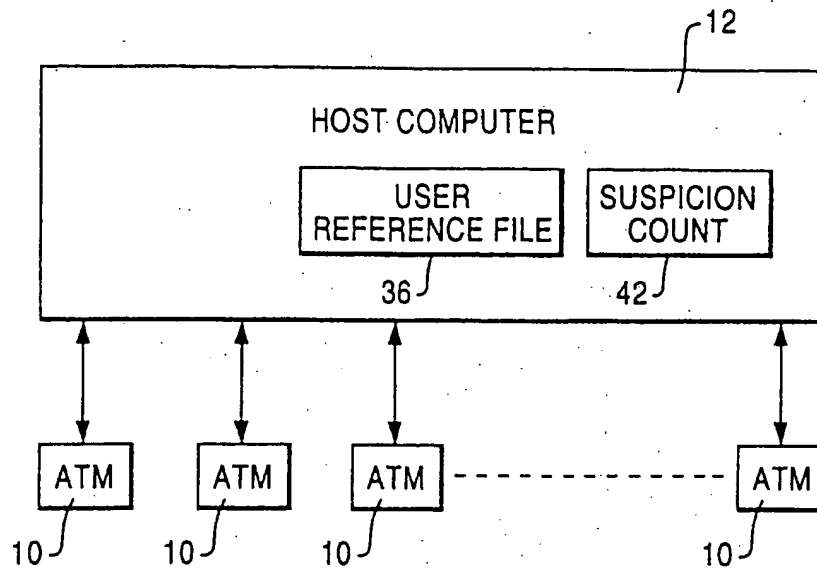 12
HOST COMPUTER
USER
REFERENCE FILE
SUSPICION
COUNT
36
42
ATM
ATM
ATM
ATM
10
10
10
10